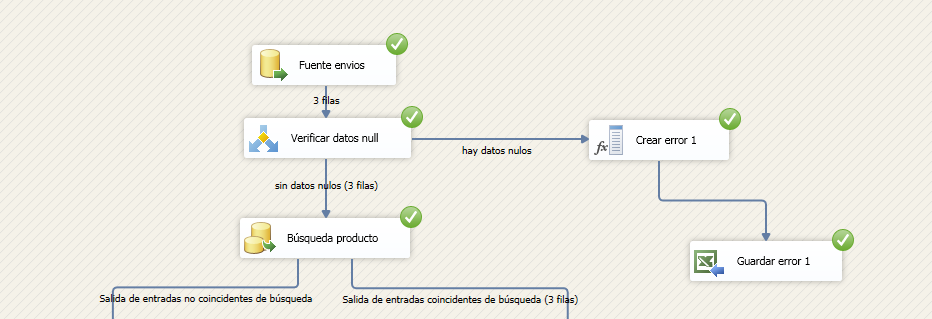 Fuente envios
3 filas
Verificar datos null
hay datos nulos
fx
Crear error 1
sin datos nulos (3 filas)
Búsqueda producto
Guardar error 1
Salida de entradas no coincidentes de búsqueda
Salida de entradas coincidentes de búsqueda (3 filas)